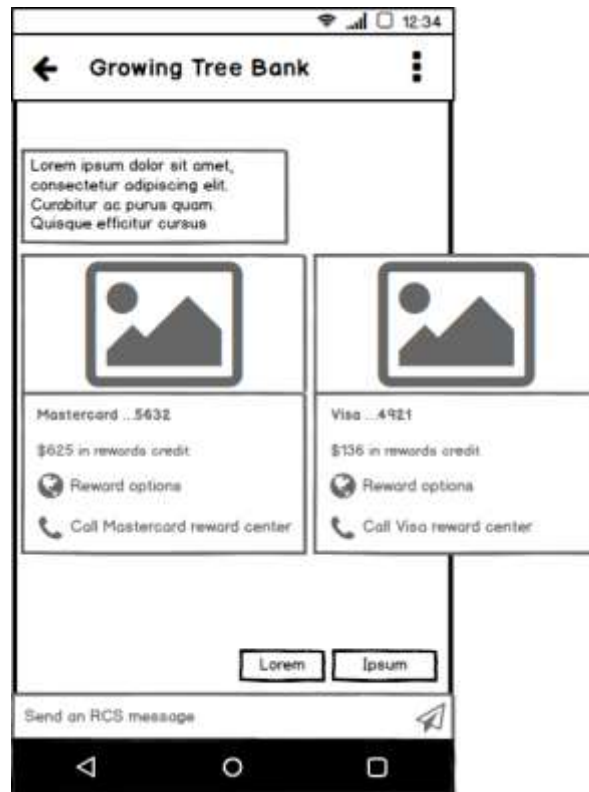 12:34
Growing Tree Bank
Lorem ipsum dolor sit amet,
consectetur adipiscing elit.
Curabitur ac purus quam.
Quisque efficitur cursus
Mastercard ...5632
$625 in rewards credit
Reward options
Call Mastercard reward center
Visa ...4921
$136 in rewards credit
Reward options
Call Visa reward center
Lorem
Ipsum
Send an RCS message